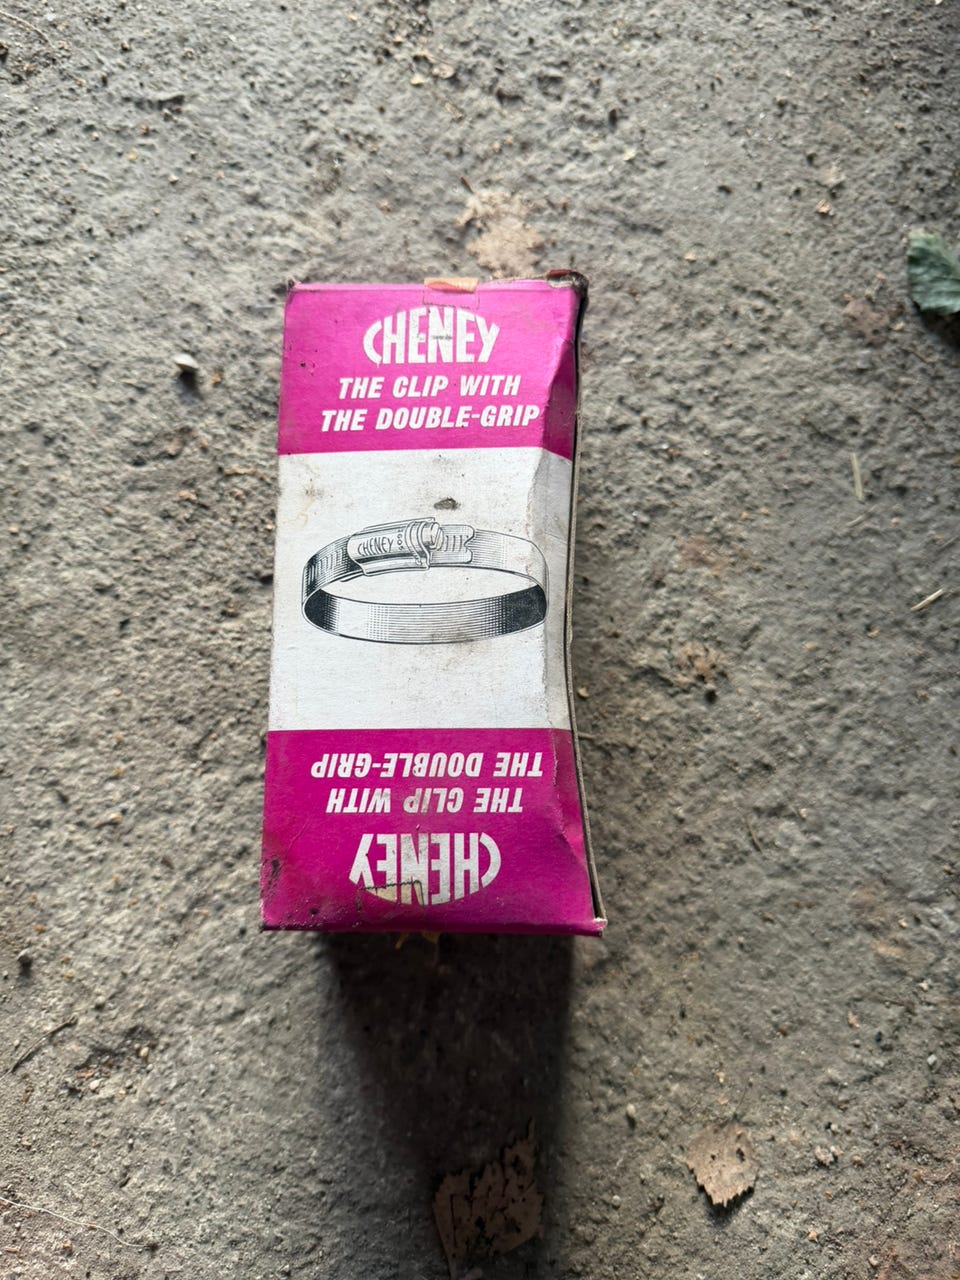 CHENEY
THE CLIP WITH
THE DOUBLE-GRIP
CHENEY
CHENEY
THE CLIP WITH
THE DOUBLE-GRIP